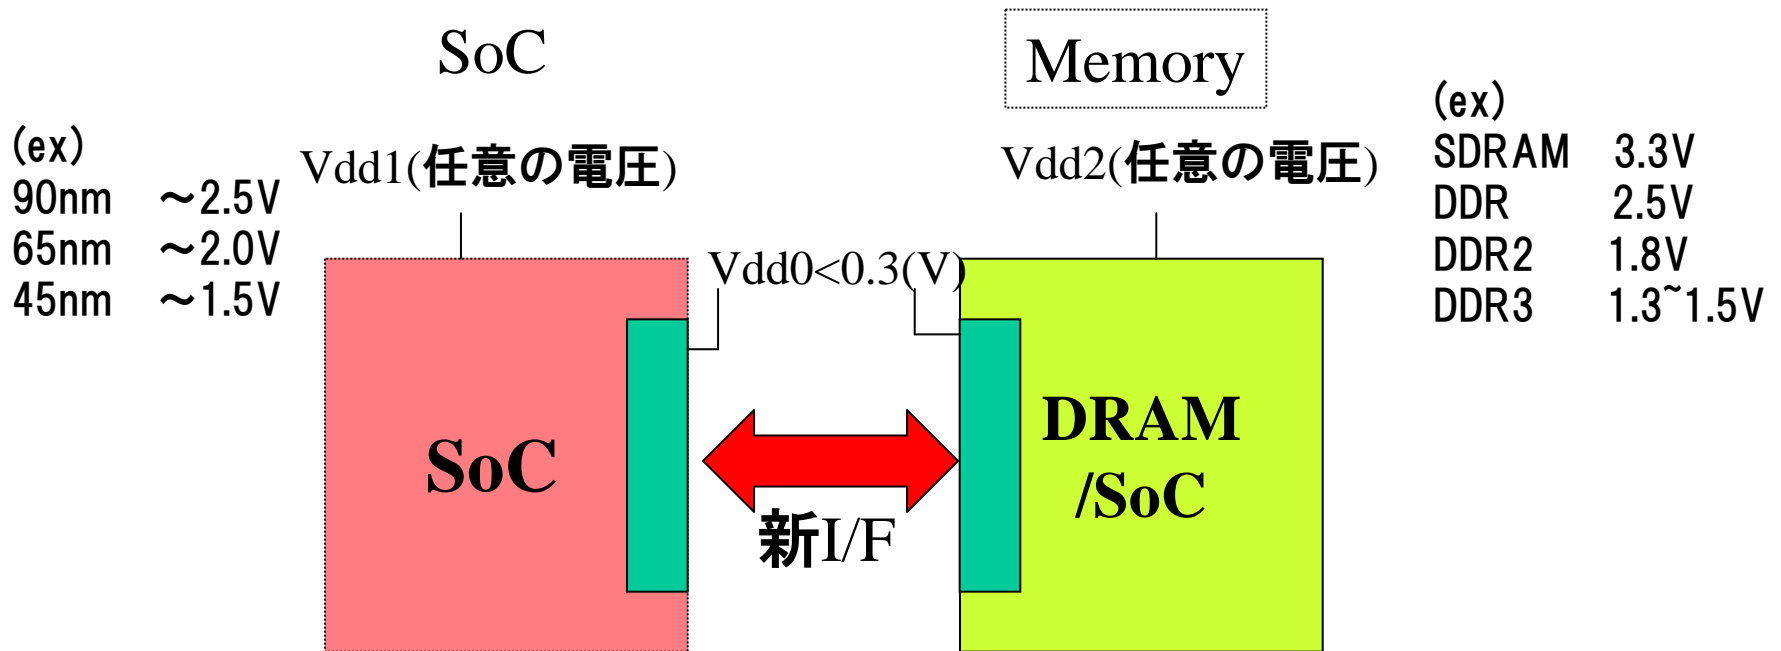 SoC
Memory
(ex)
90nm ～2.5V
65nm ～2.0V
45nm ～1.5V
Vdd1(任意の電圧)
Vdd2(任意の電圧)
(ex)
SDRAM 3.3V
DDR 2.5V
DDR2 1.8V
DDR3 1.3~1.5V
Vdd0<0.3(V)
SoC
新I/F
DRAM
/SoC